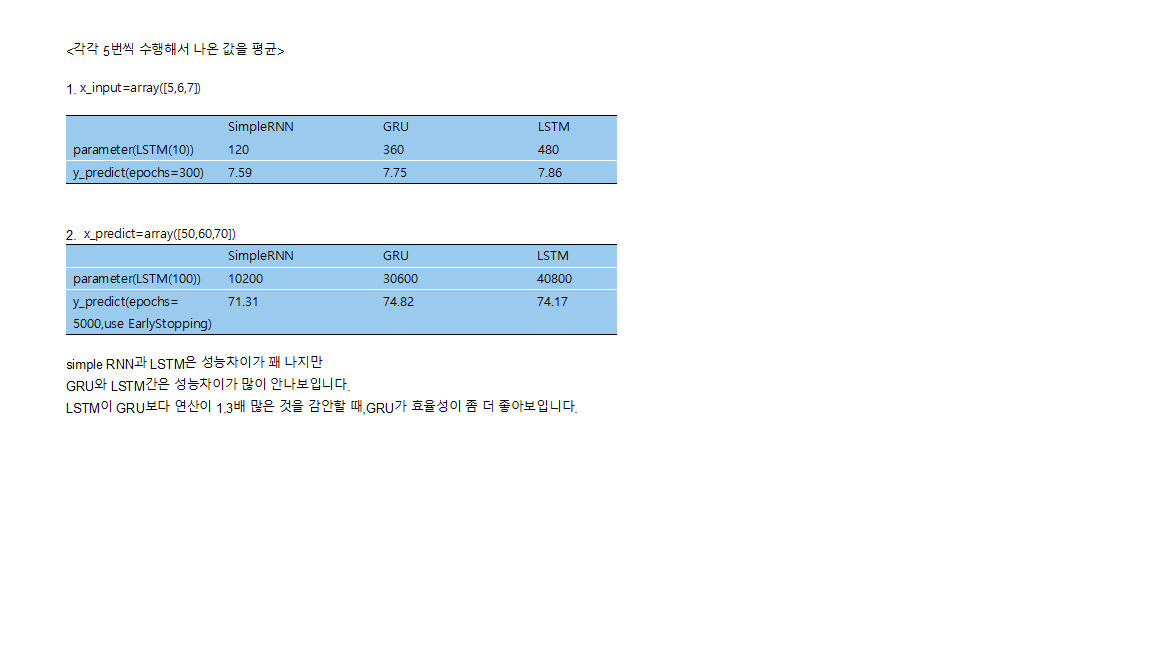 <각각 5번씩 수행해서 나온 값을 평균>
1. x_input=array([5,6,7])
SimpleRNN GRU LSTM
parameter(LSTM(10)) 120 360 480
y_predict(epochs=300) 7.59 7.75 7.86
2. x_predict=array([50,60,70])
SimpleRNN GRU LSTM
parameter(LSTM(100)) 10200 30600 40800
y_predict(epochs= 71.31 74.82 74.17
5000,use EarlyStopping)
simple RNN과 LSTM은 성능차이가 꽤 나지만
GRU와 LSTM간은 성능차이가 많이 안나보입니다.
LSTM이 GRU보다 연산이 1.3배 많은 것을 감안할 때,GRU가 효율성이 좀 더 좋아보입니다.